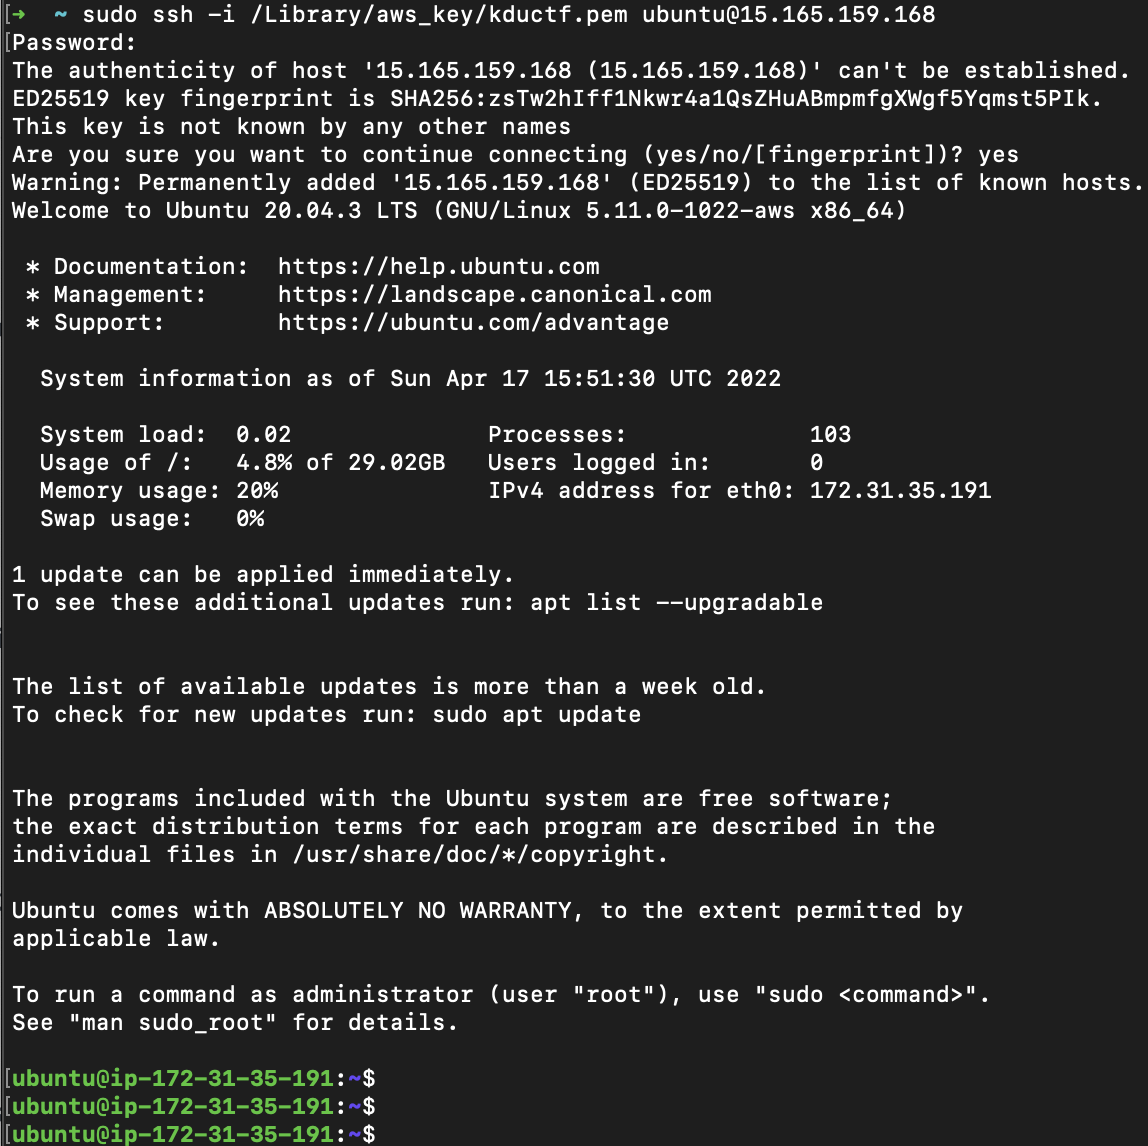 [→  ~ sudo ssh -i /Library/aws_key/kductf.pem ubuntu@15.165.159.168
[Password:
The authenticity of host '15.165.159.168 (15.165.159.168)' can't be established.
ED25519 key fingerprint is SHA256:zsTw2hIff1Nkwr4a1QsZHuABmpmfgXWgf5Yqmst5PIk.
This key is not known by any other names
Are you sure you want to continue connecting (yes/no/[fingerprint])? yes
Warning: Permanently added '15.165.159.168' (ED25519) to the list of known hosts.
Welcome to Ubuntu 20.04.3 LTS (GNU/Linux 5.11.0-1022-aws x86_64)

 * Documentation:  https://help.ubuntu.com
 * Management:     https://landscape.canonical.com
 * Support:        https://ubuntu.com/advantage

  System information as of Sun Apr 17 15:51:30 UTC 2022

  System load:  0.02              Processes:             103
  Usage of /:   4.8% of 29.02GB   Users logged in:       0
  Memory usage: 20%               IPv4 address for eth0: 172.31.35.191
  Swap usage:   0%

1 update can be applied immediately.
To see these additional updates run: apt list --upgradable

The list of available updates is more than a week old.
To check for new updates run: sudo apt update

The programs included with the Ubuntu system are free software;
the exact distribution terms for each program are described in the
individual files in /usr/share/doc/*/copyright.

Ubuntu comes with ABSOLUTELY NO WARRANTY, to the extent permitted by
applicable law.

To run a command as administrator (user "root"), use "sudo <command>".
See "man sudo_root" for details.

[ubuntu@ip-172-31-35-191:~$
[ubuntu@ip-172-31-35-191:~$
[ubuntu@ip-172-31-35-191:~$